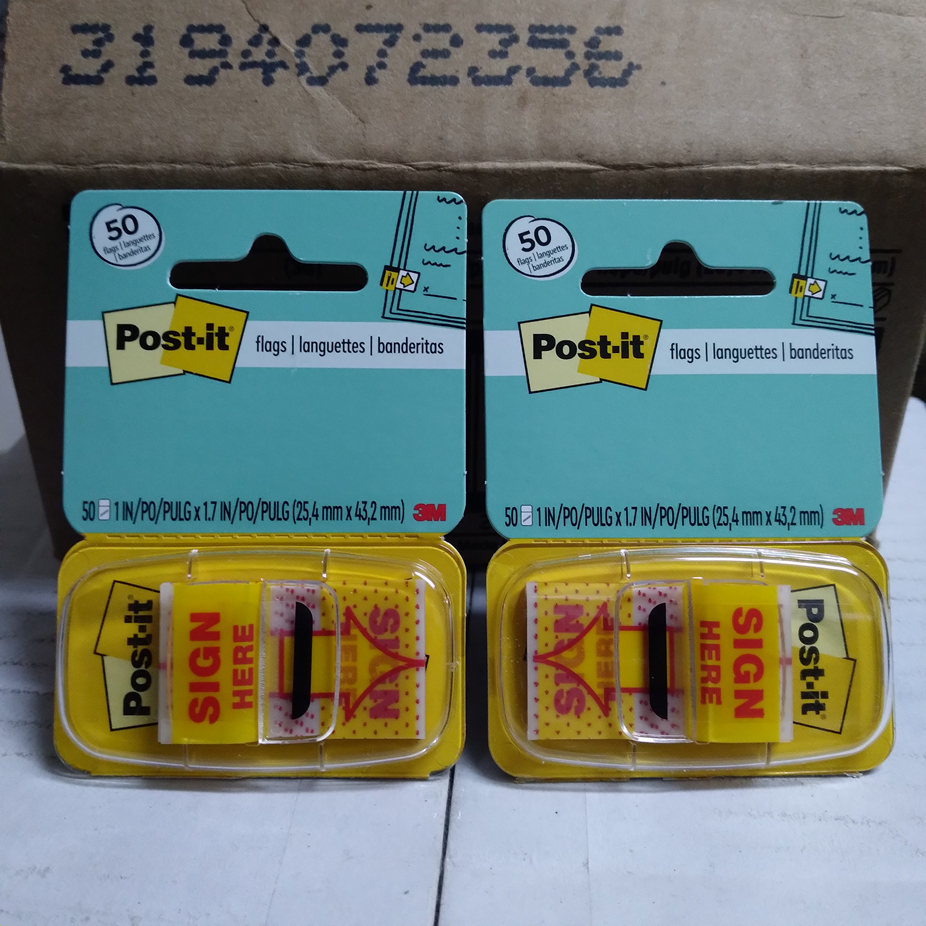 3194072356
50
flags | languettes
| banderitas
Post-it®
flags | languettes | banderitas
50 1 IN/PO/PULG x 1.7 IN/PO/PULG (25,4 mm x 43,2 mm) 3M
Post-it
SIGN
HERE
SIGN
HERE
50
flags | languettes
| banderitas
Post-it®
flags | languettes | banderitas
50 1 IN/PO/PULG x 1.7 IN/PO/PULG (25,4 mm x 43,2 mm) 3M
SIGN
HERE
SIGN
HERE
Post-it®